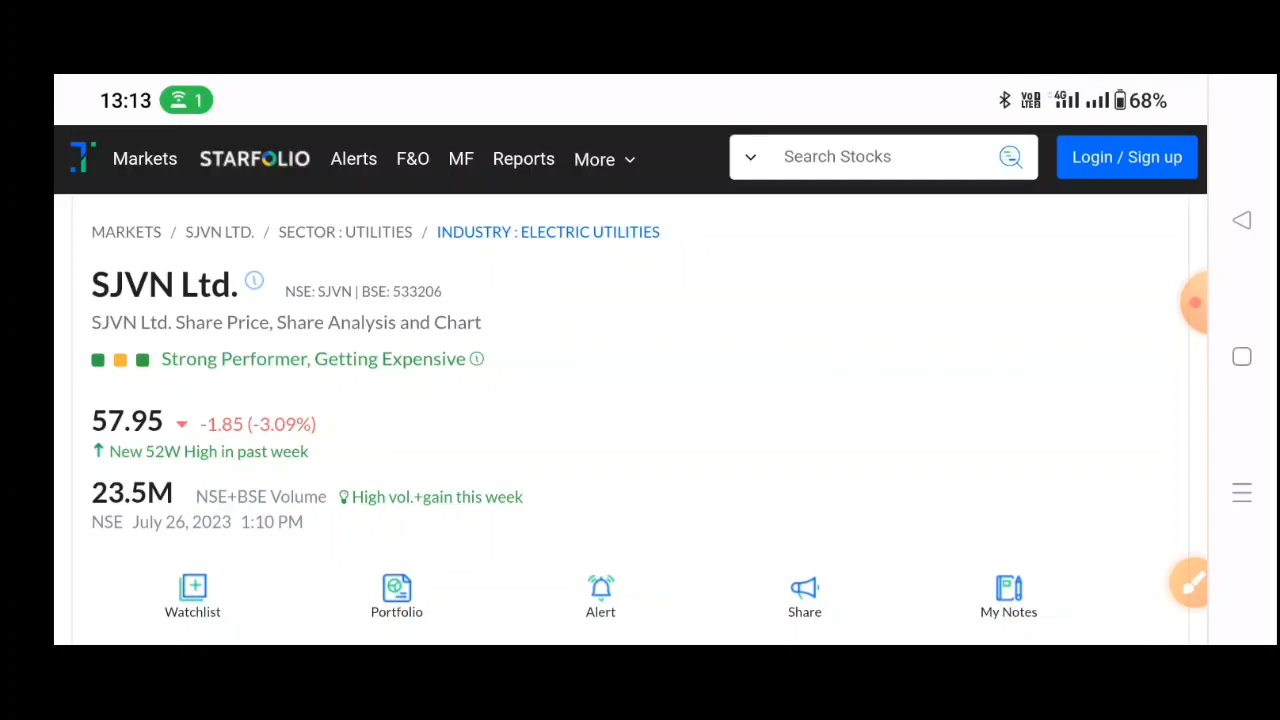 13:13 1 VoLTE 4G 68%
Markets STARFOLIO Alerts F&O MF Reports More Search Stocks Login / Sign up
MARKETS / SJVN LTD. / SECTOR : UTILITIES / INDUSTRY : ELECTRIC UTILITIES
SJVN Ltd. NSE: SJVN | BSE: 533206
SJVN Ltd. Share Price, Share Analysis and Chart
Strong Performer, Getting Expensive
57.95 -1.85 (-3.09%)
New 52W High in past week
23.5M NSE+BSE Volume High vol.+gain this week
NSE July 26, 2023 1:10 PM
Watchlist Portfolio Alert Share My Notes